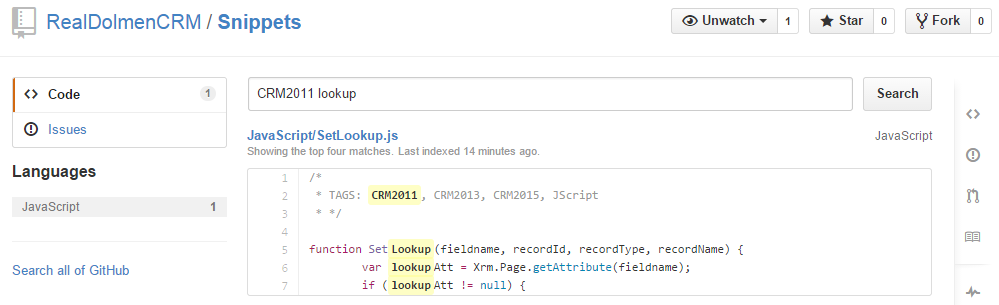 RealDolmenCRM / Snippets
Unwatch 1 Star 0 Fork 0
Code 1
Issues
Languages
JavaScript 1
Search all of GitHub
CRM2011 lookup Search
JavaScript/SetLookup.js JavaScript
Showing the top four matches. Last indexed 14 minutes ago.
1 /*
2 * TAGS: CRM2011, CRM2013, CRM2015, JScript
3 * */
4
5 function SetLookup(fieldname, recordId, recordType, recordName) {
6 var lookupAtt = Xrm.Page.getAttribute(fieldname);
7 if (lookupAtt != null) {